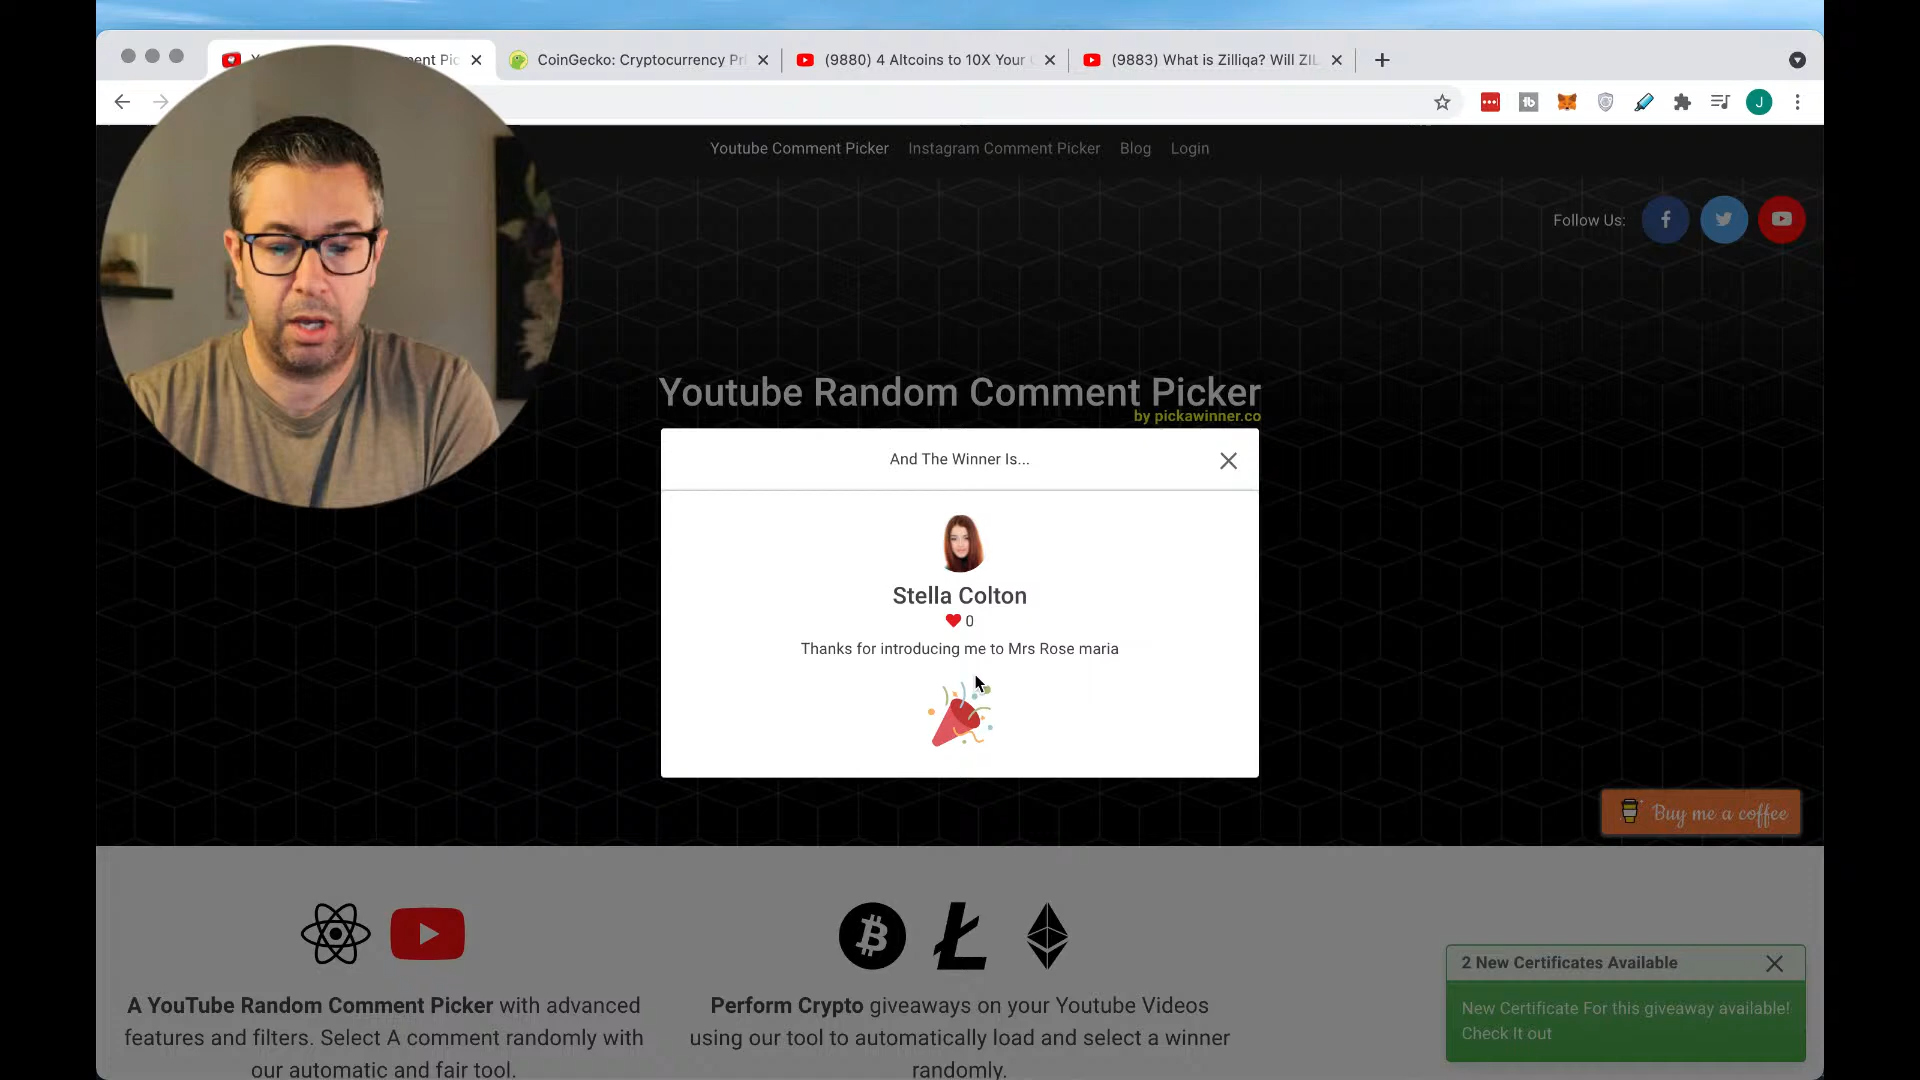 ent Pic
CoinGecko: Cryptocurrency Pri
(9880) 4 Altcoins to 10X Your
(9883) What is Zilliqa? Will ZIL
J
Youtube Comment Picker
Instagram Comment Picker
Blog
Login
Follow Us:
Youtube Random Comment Picker
by pickawinner.co
And The Winner Is...
Stella Colton
0
Thanks for introducing me to Mrs Rose maria
Buy me a coffee
A YouTube Random Comment Picker with advanced
features and filters. Select A comment randomly with
our automatic and fair tool.
Perform Crypto giveaways on your Youtube Videos
using our tool to automatically load and select a winner
randomly.
2 New Certificates Available
New Certificate For this giveaway available!
Check It out